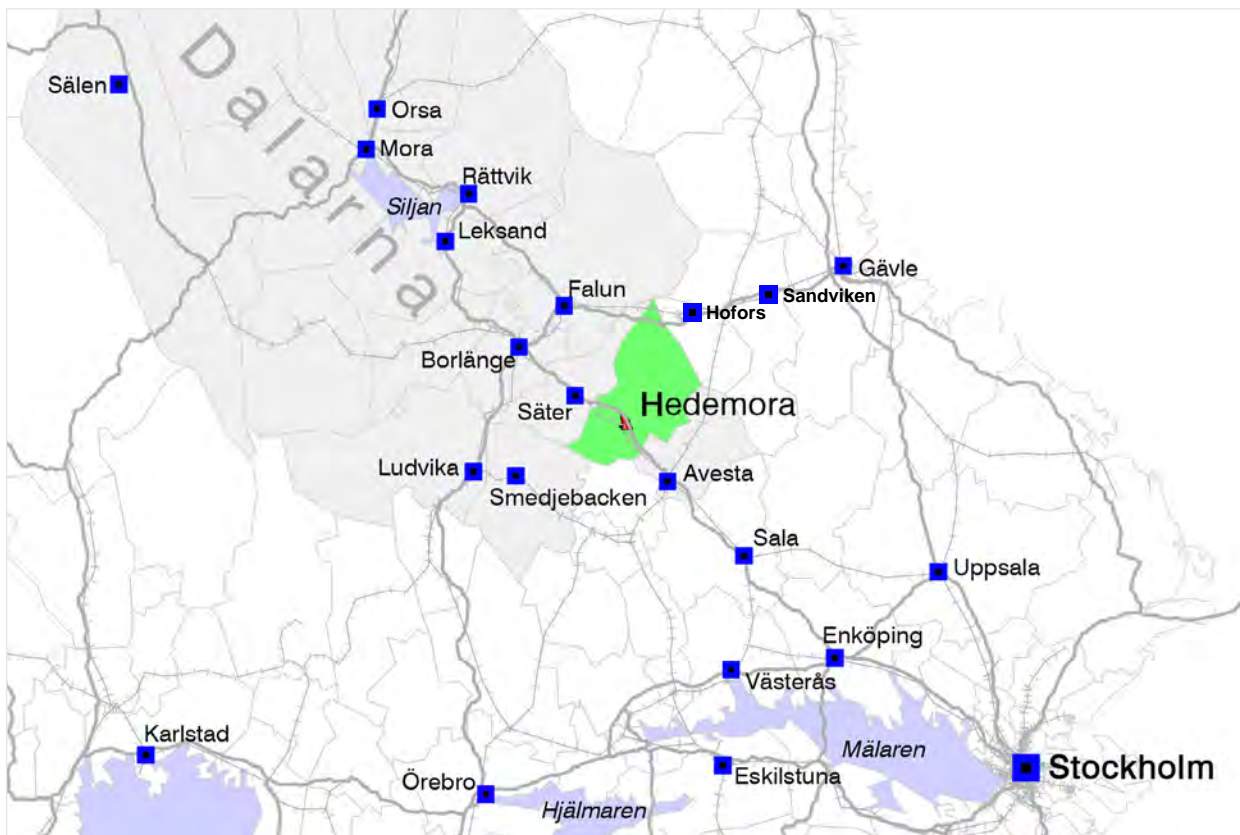 Dalarna
Sälen
Orsa
Mora
Rättvik
Siljan
Leksand
Gävle
Falun
Sandviken
Hofors
Borlänge
Säter
Hedemora
Ludvika
Avesta
Smedjebacken
Sala
Uppsala
Enköping
Västerås
Karlstad
Mälaren
Stockholm
Eskilstuna
Örebro
Hjälmaren